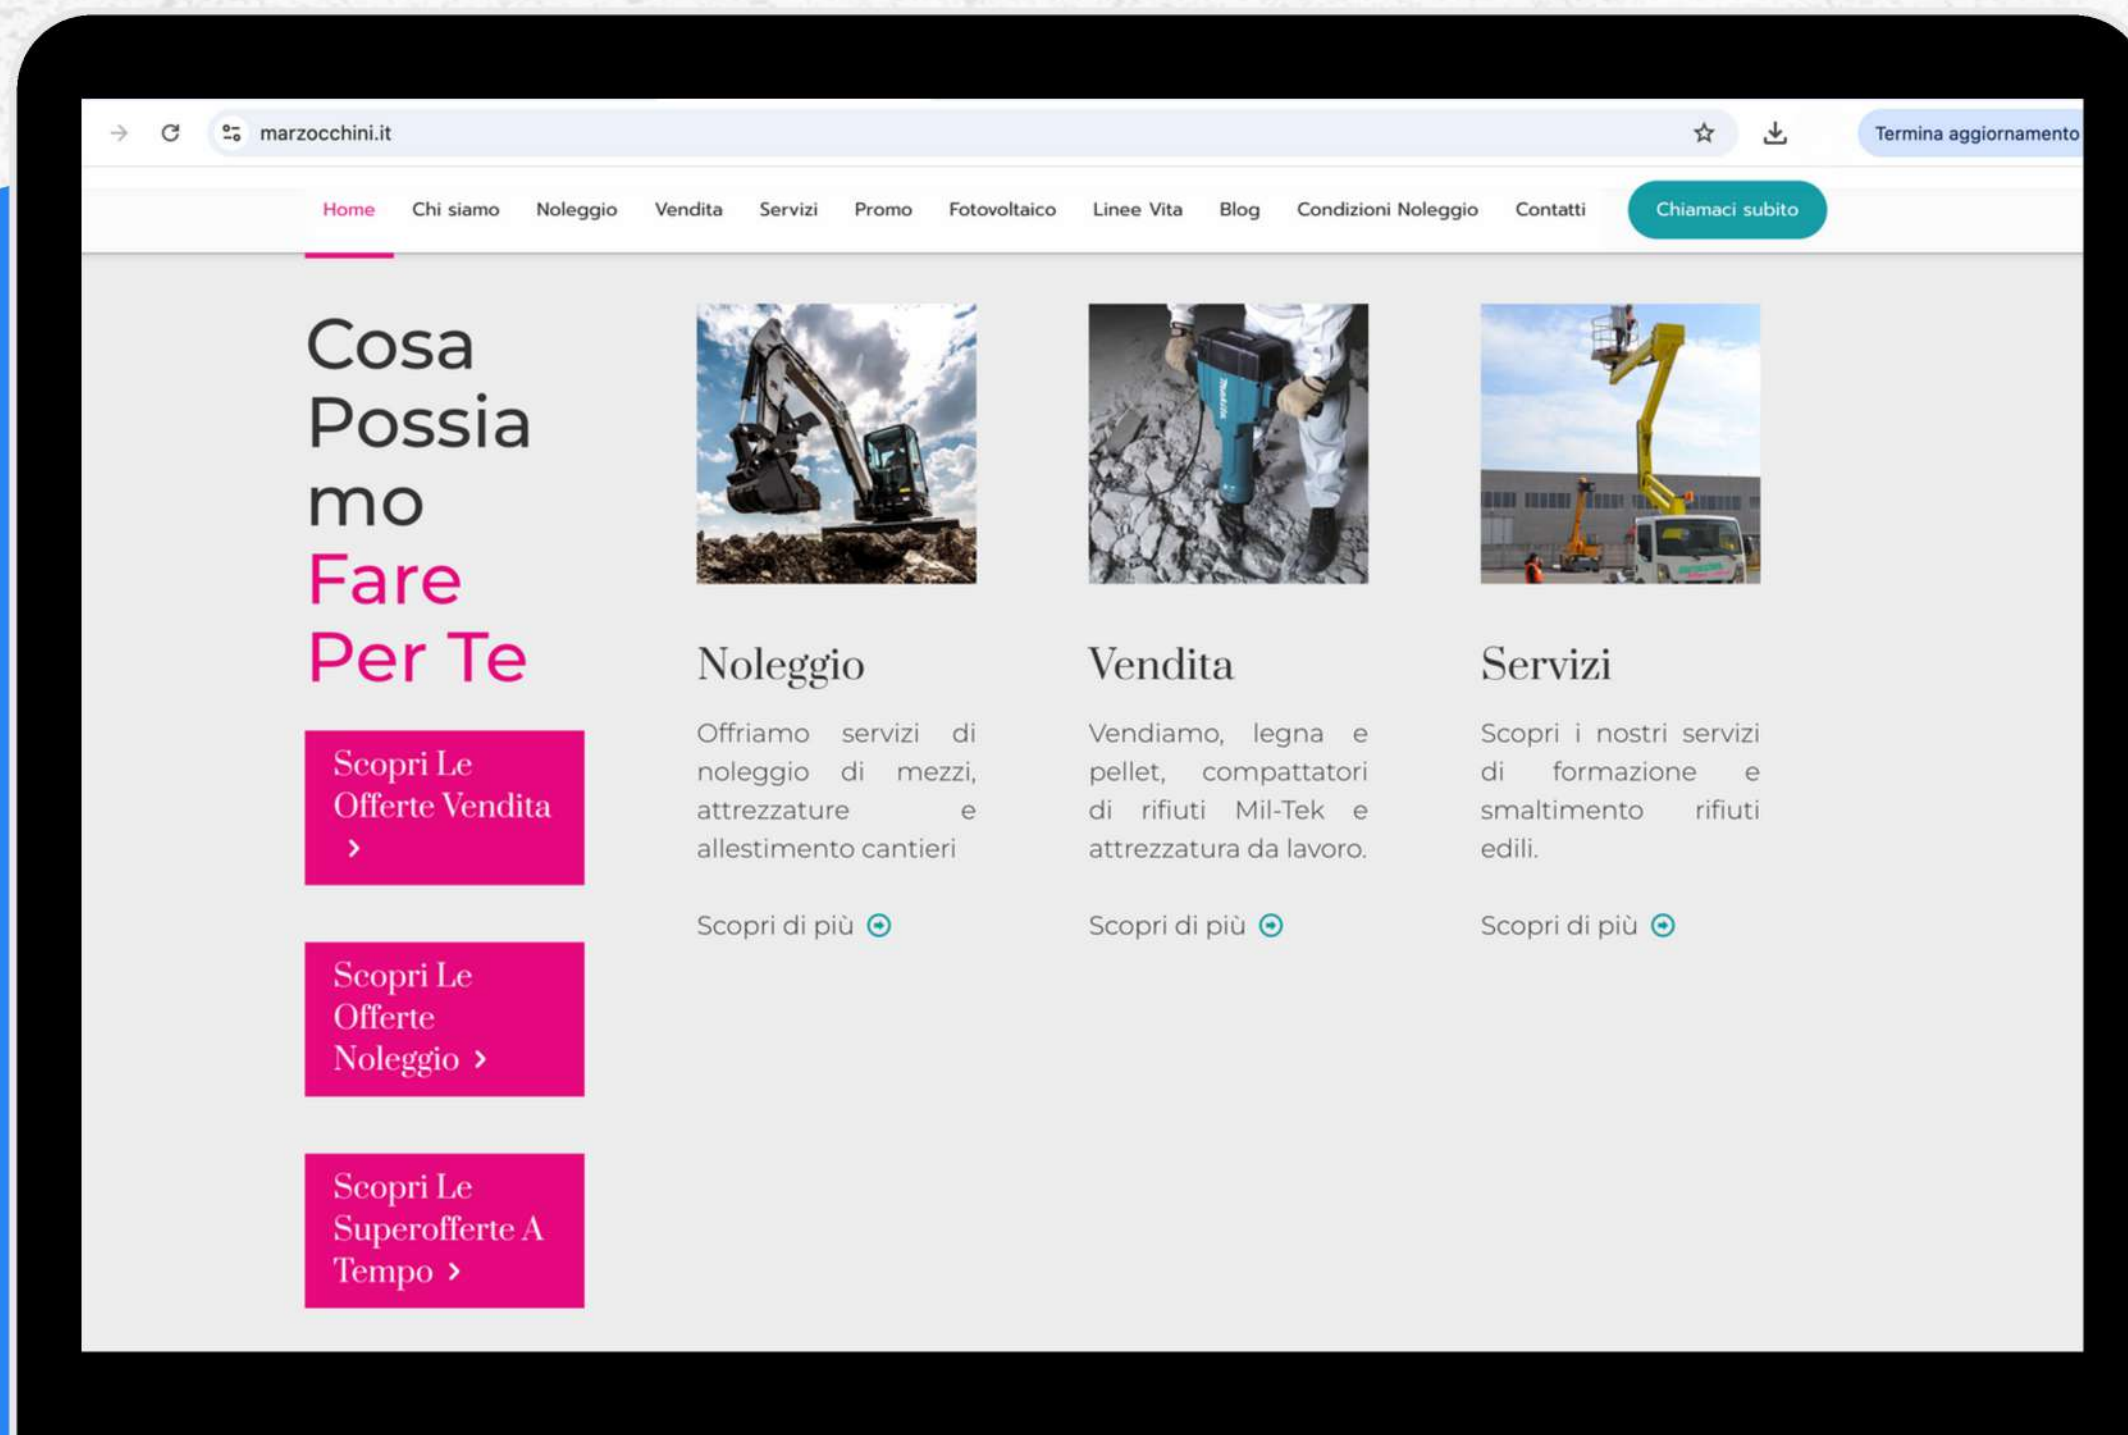 marzocchini.it
Termina aggiornamento
Home Chi siamo Noleggio Vendita Servizi Promo Fotovoltaico Linee Vita Blog Condizioni Noleggio Contatti Chiamaci subito
Cosa
Possia
mo
Fare
Per Te
Scopri Le
Offerte Vendita
>
Scopri Le
Offerte
Noleggio >
Scopri Le
Superofferte A
Tempo >
makita
Noleggio
Offriamo servizi di
noleggio di mezzi,
attrezzature e
allestimento cantieri
Scopri di più
Vendita
Vendiamo, legna e
pellet, compattatori
di rifiuti Mil-Tek e
attrezzatura da lavoro.
Scopri di più
Servizi
Scopri i nostri servizi
di formazione e
smaltimento rifiuti
edili.
Scopri di più